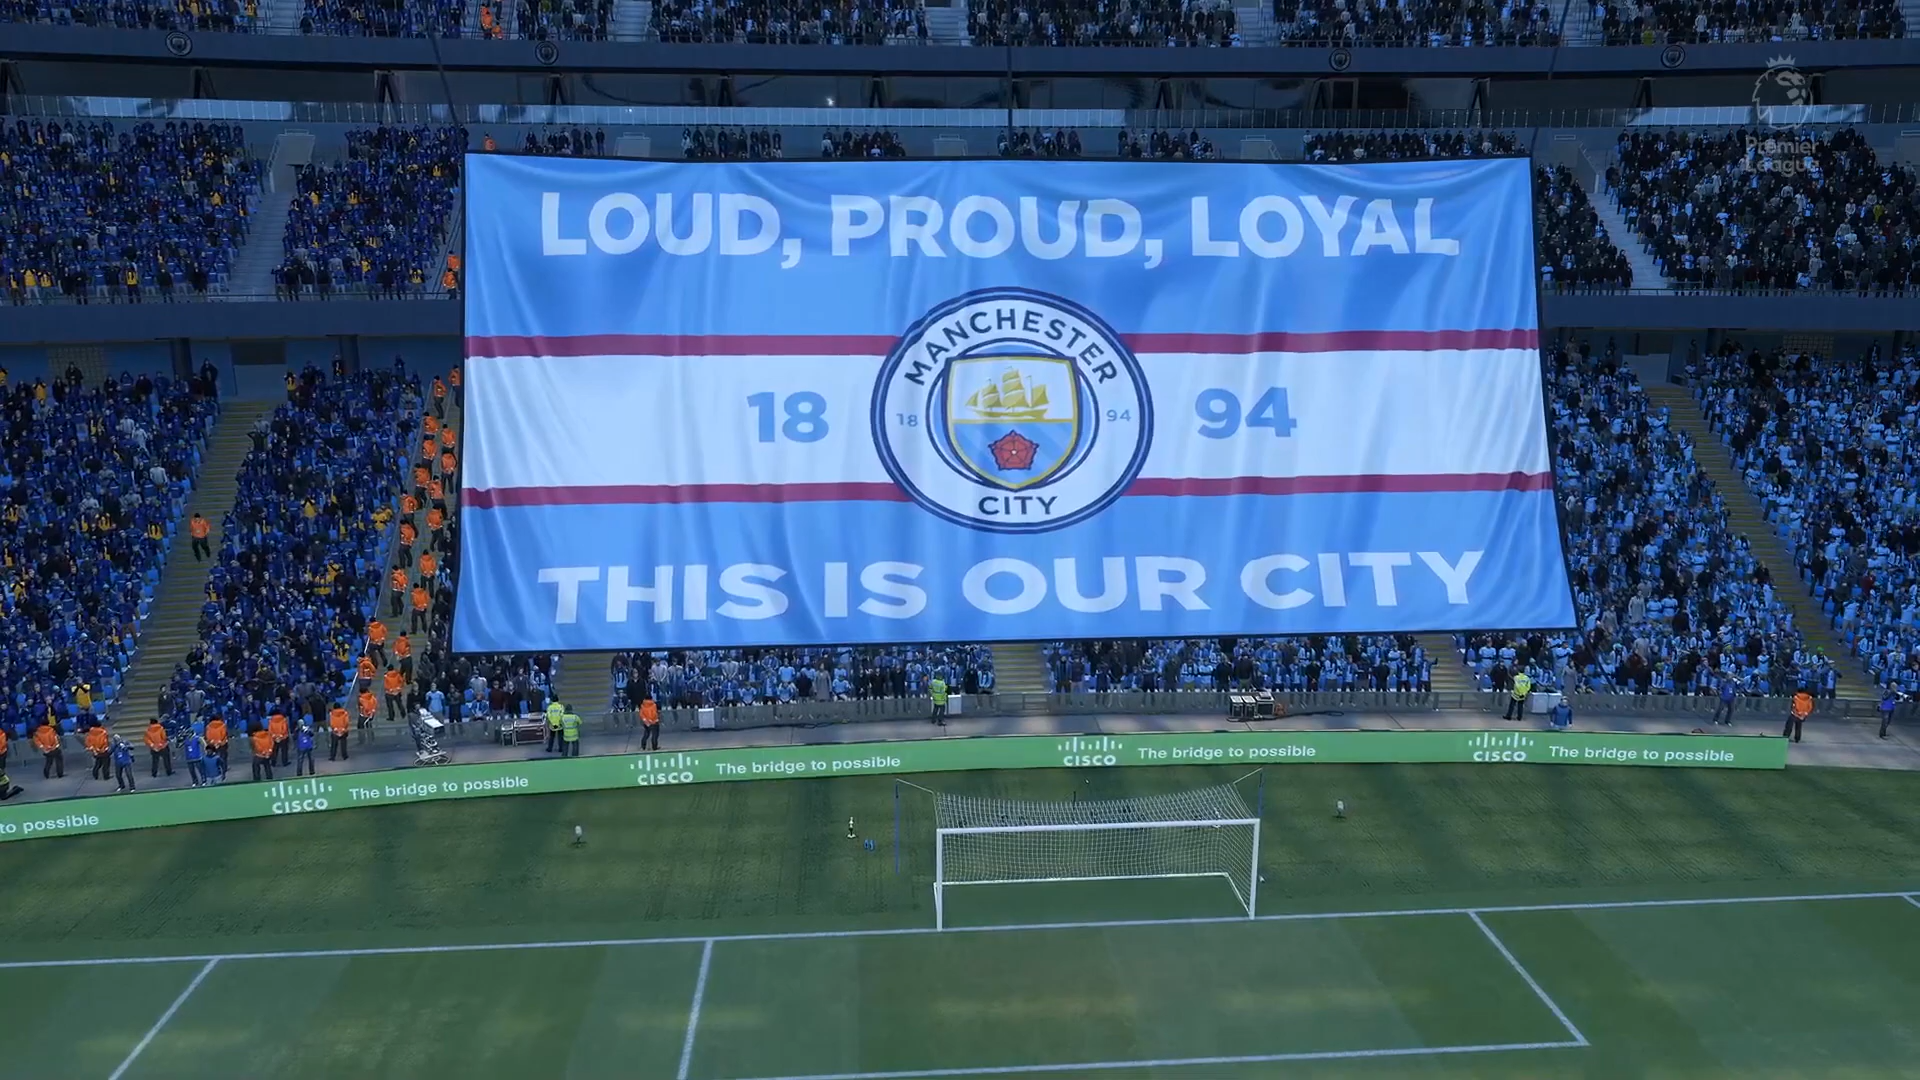 Premier
League
LOUD, PROUD, LOYAL
MANCHESTER
18 18 94 94
CITY
THIS IS OUR CITY
to possible
CISCO The bridge to possible
CISCO The bridge to possible
CISCO The bridge to possible
CISCO The bridge to possible